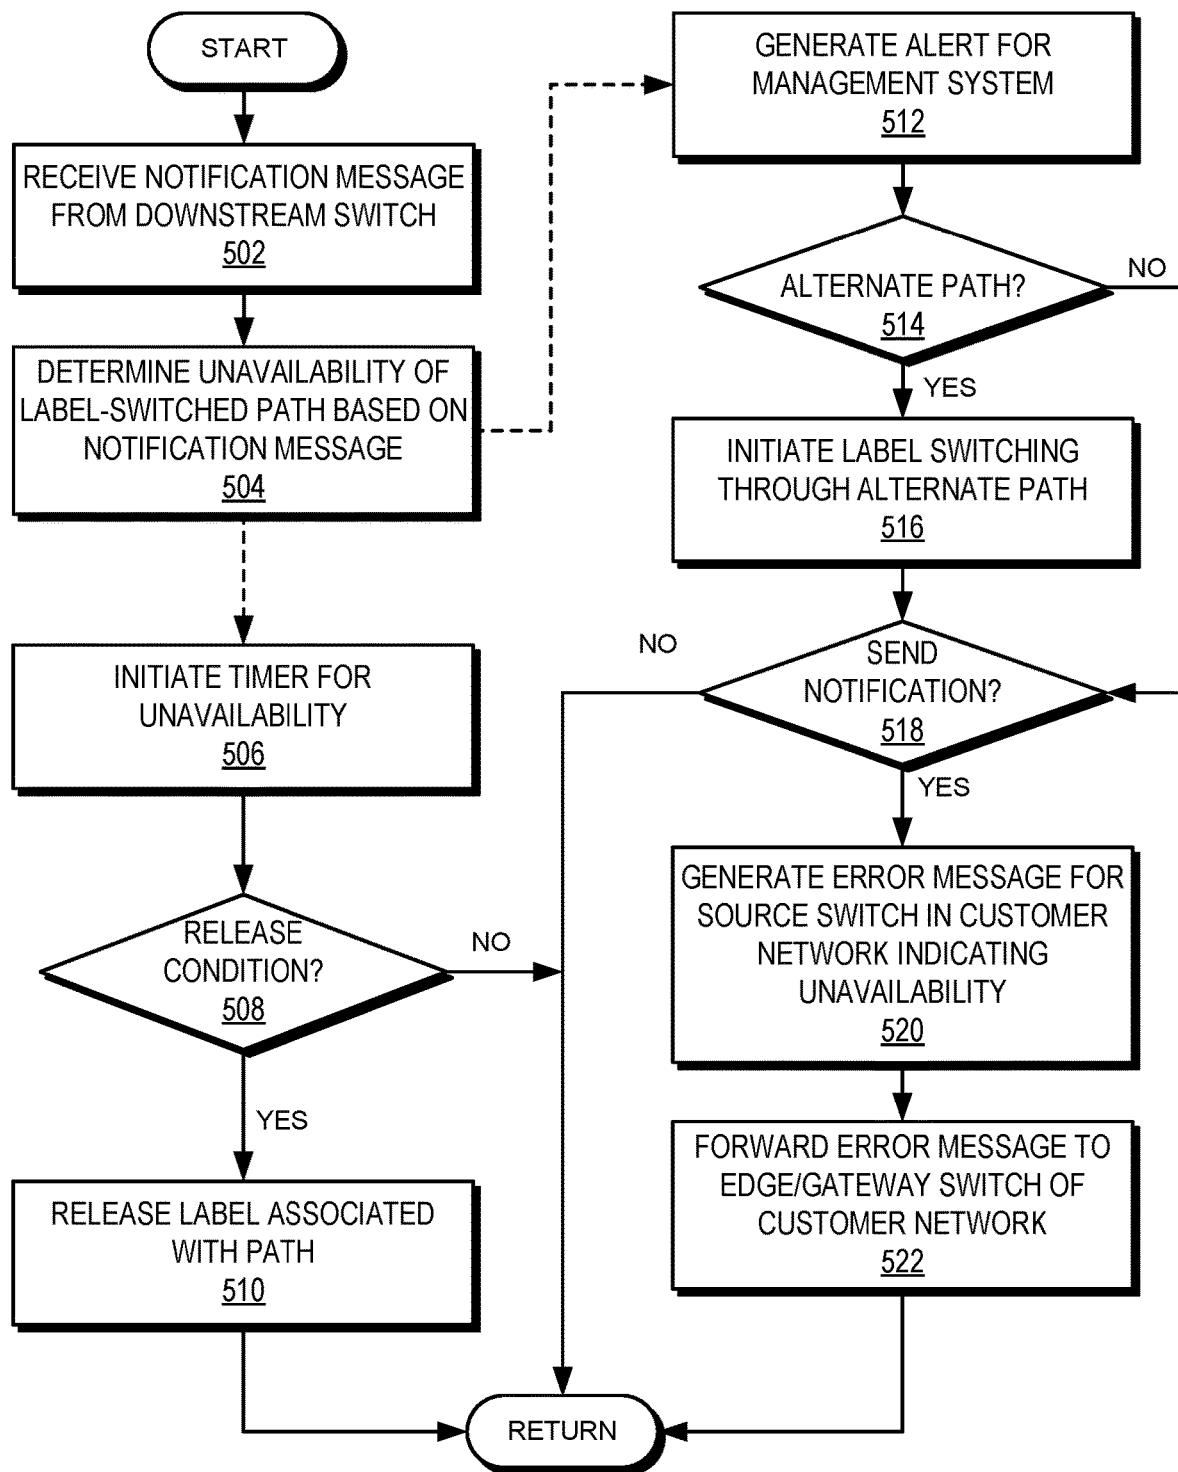 START
RECEIVE NOTIFICATION MESSAGE
FROM DOWNSTREAM SWITCH
502
DETERMINE UNAVAILABILITY OF
LABEL-SWITCHED PATH BASED ON
NOTIFICATION MESSAGE
504
INITIATE TIMER FOR
UNAVAILABILITY
506
RELEASE
CONDITION?
508
NO
YES
RELEASE LABEL ASSOCIATED
WITH PATH
510
GENERATE ALERT FOR
MANAGEMENT SYSTEM
512
ALTERNATE PATH?
514
NO
YES
INITIATE LABEL SWITCHING
THROUGH ALTERNATE PATH
516
SEND
NOTIFICATION?
518
NO
YES
GENERATE ERROR MESSAGE FOR
SOURCE SWITCH IN CUSTOMER
NETWORK INDICATING
UNAVAILABILITY
520
FORWARD ERROR MESSAGE TO
EDGE/GATEWAY SWITCH OF
CUSTOMER NETWORK
522
RETURN